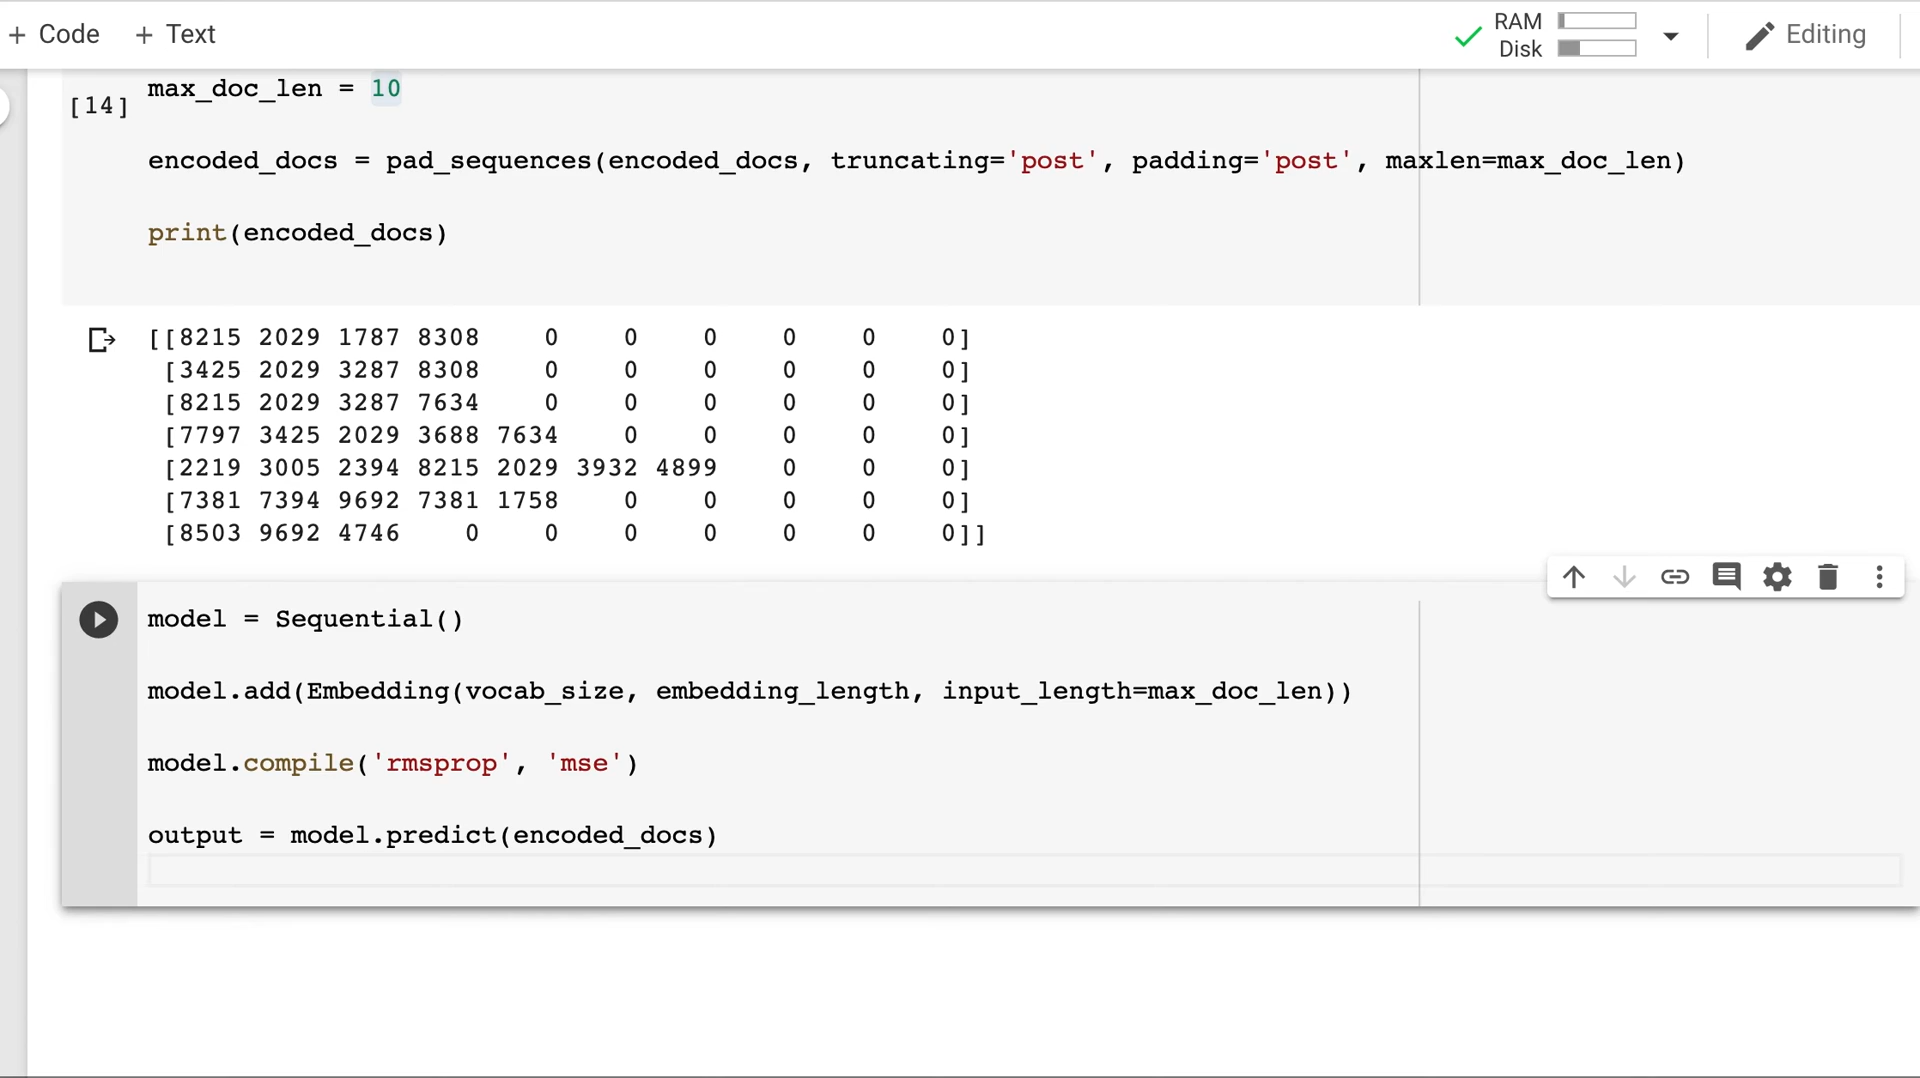 + Code + Text RAM Disk Editing
[14] max_doc_len = 10
encoded_docs = pad_sequences(encoded_docs, truncating='post', padding='post', maxlen=max_doc_len)
print(encoded_docs)
[[8215 2029 1787 8308 0 0 0 0 0 0]
[3425 2029 3287 8308 0 0 0 0 0 0]
[8215 2029 3287 7634 0 0 0 0 0 0]
[7797 3425 2029 3688 7634 0 0 0 0 0]
[2219 3005 2394 8215 2029 3932 4899 0 0 0]
[7381 7394 9692 7381 1758 0 0 0 0 0]
[8503 9692 4746 0 0 0 0 0 0 0]]
model = Sequential()
model.add(Embedding(vocab_size, embedding_length, input_length=max_doc_len))
model.compile('rmsprop', 'mse')
output = model.predict(encoded_docs)